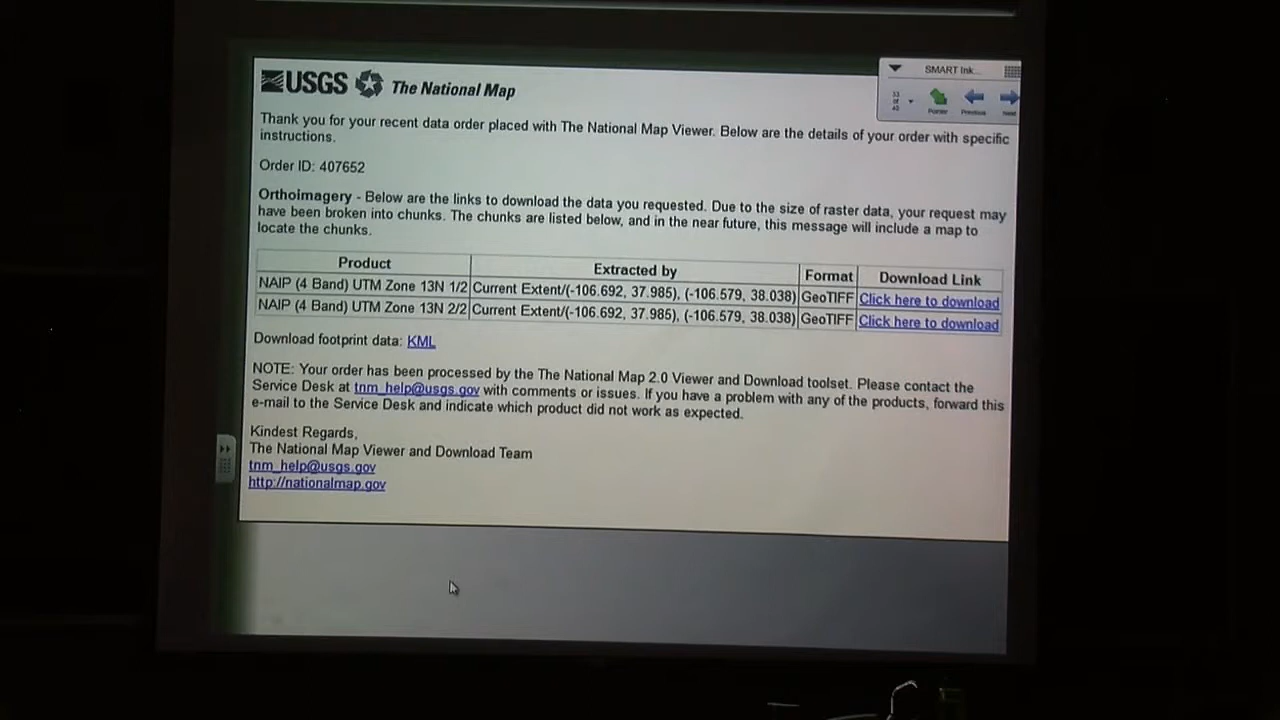 USGS The National Map
SMART Ink...
33
of
43
Pointer Previous Next
Thank you for your recent data order placed with The National Map Viewer. Below are the details of your order with specific
instructions.
Order ID: 407652
Orthoimagery - Below are the links to download the data you requested. Due to the size of raster data, your request may
have been broken into chunks. The chunks are listed below, and in the near future, this message will include a map to
locate the chunks.
Product Extracted by Format Download Link
NAIP (4 Band) UTM Zone 13N 1/2 Current Extent/(-106.692, 37.985), (-106.579, 38.038) GeoTIFF Click here to download
NAIP (4 Band) UTM Zone 13N 2/2 Current Extent/(-106.692, 37.985), (-106.579, 38.038) GeoTIFF Click here to download
Download footprint data: KML
NOTE: Your order has been processed by the The National Map 2.0 Viewer and Download toolset. Please contact the
Service Desk at tnm_help@usgs.gov with comments or issues. If you have a problem with any of the products, forward this
e-mail to the Service Desk and indicate which product did not work as expected.
Kindest Regards,
The National Map Viewer and Download Team
tnm_help@usgs.gov
http://nationalmap.gov